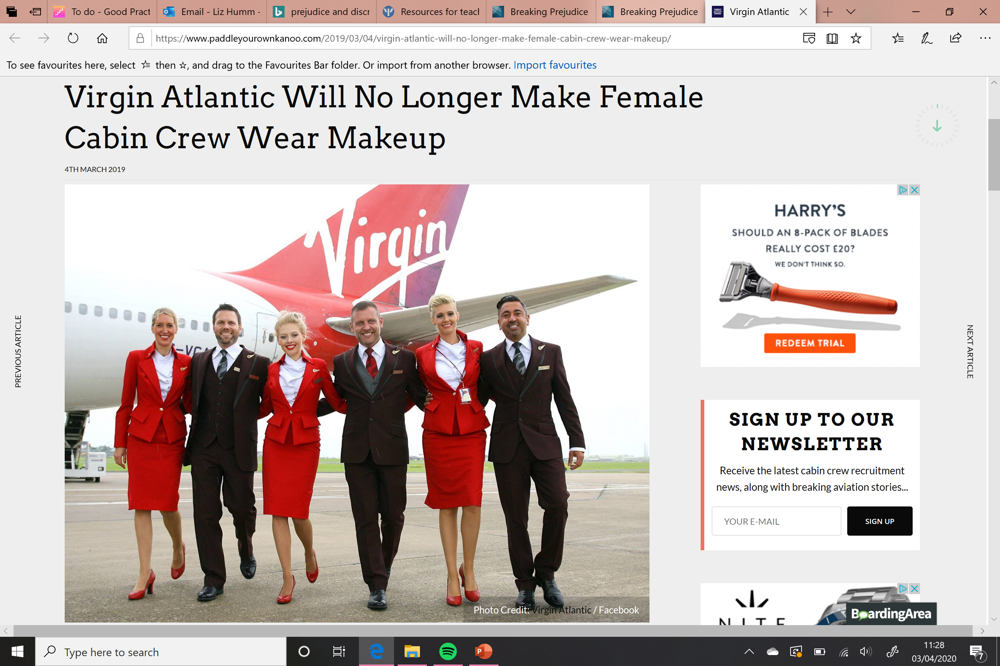 To do - Good Pract
Email - Liz Humm -
prejudice and discr
Resources for teacl
Breaking Prejudice
Breaking Prejudice
Virgin Atlantic
https://www.paddleyourownkanoo.com/2019/03/04/virgin-atlantic-will-no-longer-make-female-cabin-crew-wear-makeup/
To see favourites here, select then , and drag to the Favourites Bar folder. Or import from another browser. Import favourites
Virgin Atlantic Will No Longer Make Female
Cabin Crew Wear Makeup
4TH MARCH 2019
PREVIOUS ARTICLE
Virgin
Photo Credit: Virgin Atlantic / Facebook
HARRY'S
SHOULD AN 8-PACK OF BLADES
REALLY COST £20?
WE DON'T THINK SO.
REDEEM TRIAL
NEXT ARTICLE
SIGN UP TO OUR
NEWSLETTER
Receive the latest cabin crew recruitment
news, along with breaking aviation stories...
YOUR E-MAIL
SIGN UP
NITE
BoardingArea
Type here to search
11:28
03/04/2020
7